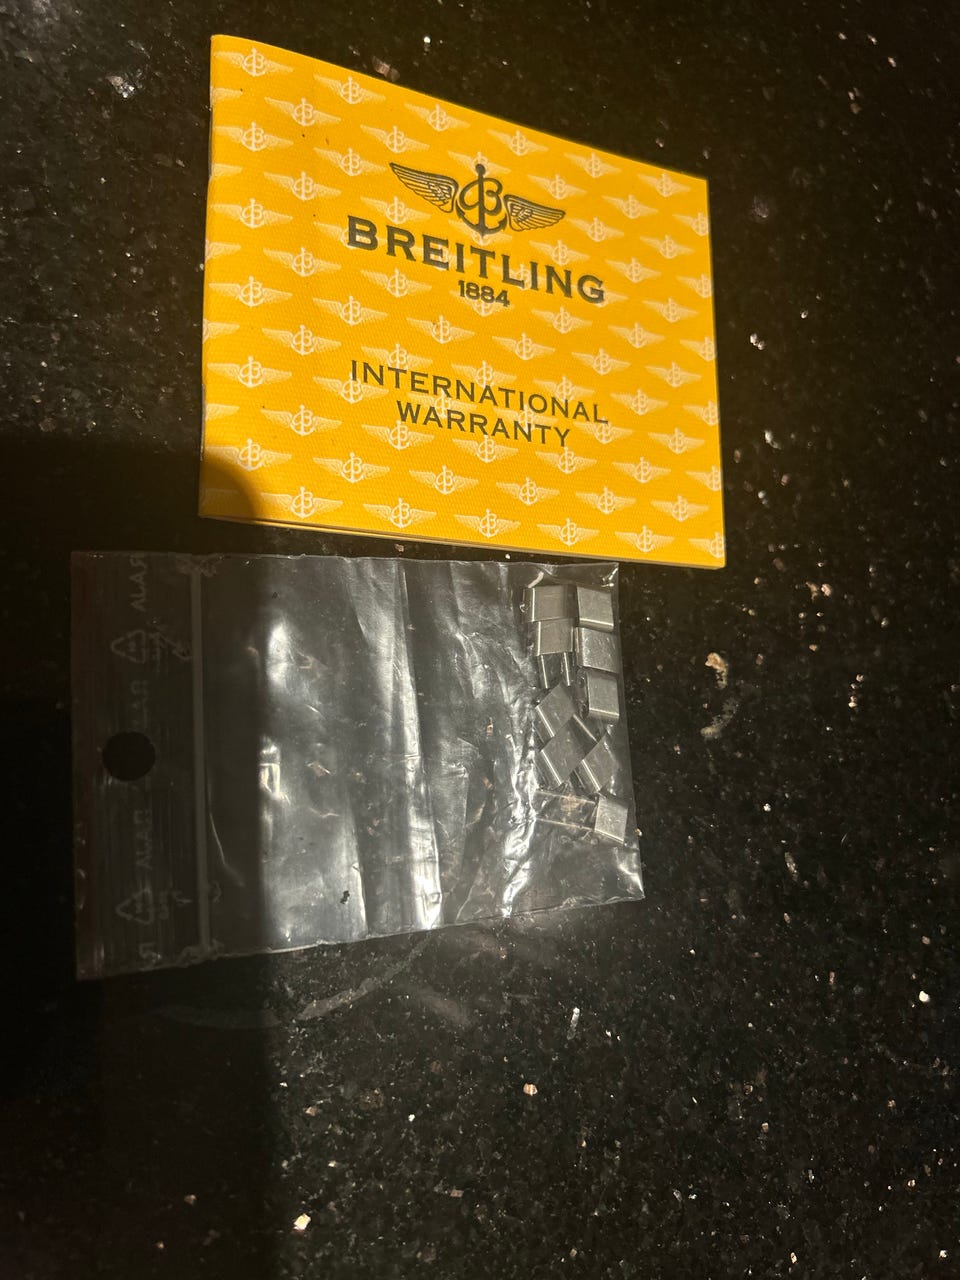 BREITLING
1884
INTERNATIONAL
WARRANTY